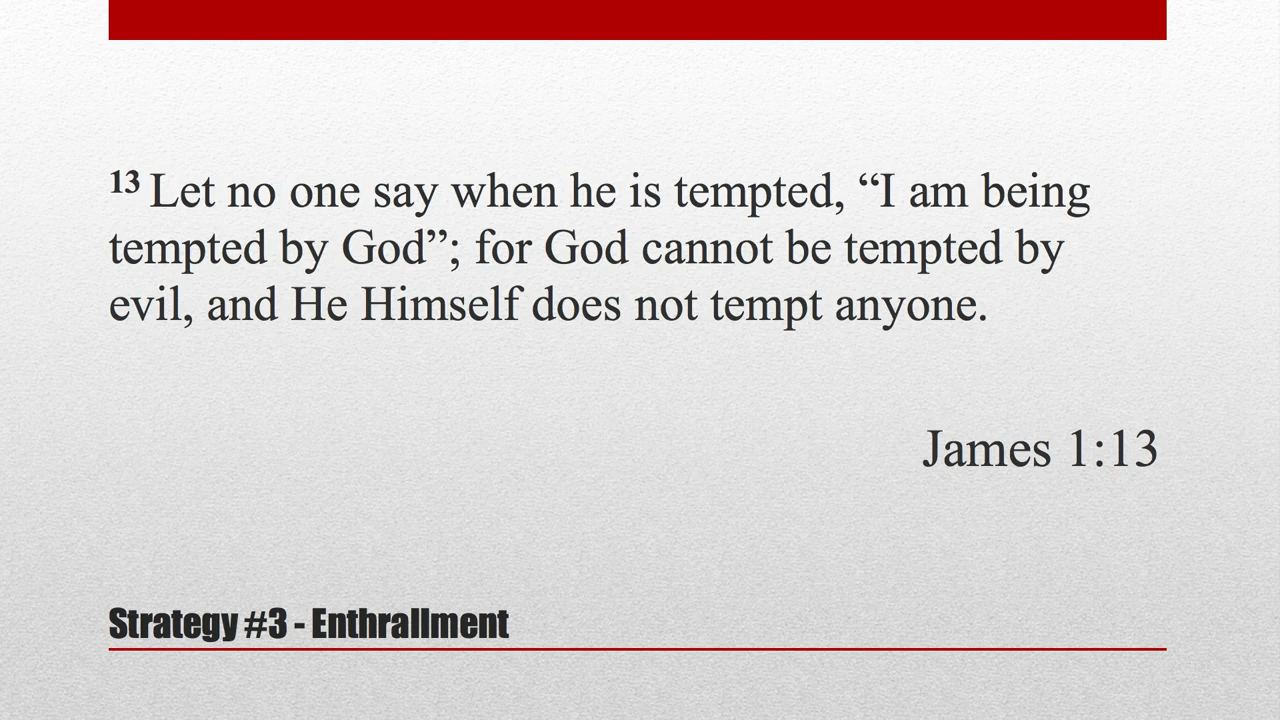 13 Let no one say when he is tempted, “I am being
tempted by God”; for God cannot be tempted by
evil, and He Himself does not tempt anyone.
James 1:13
Strategy #3 - Enthrallment